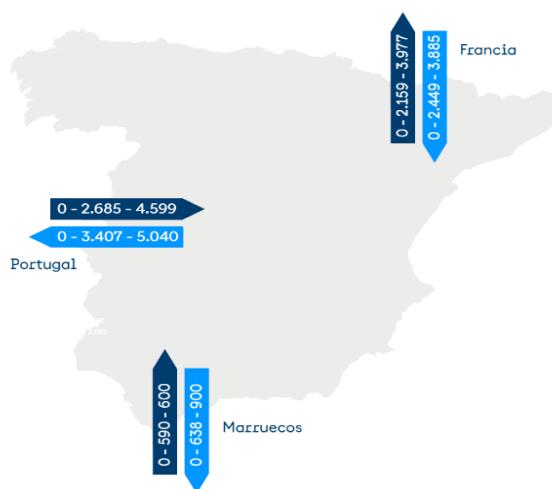 Francia
0 - 2.159 - 3.977
0 - 2.449 - 3.885
0 - 2.685 - 4.599
0 - 3.407 - 5.040
Portugal
0 - 590 - 600
0 - 638 - 900
Marruecos